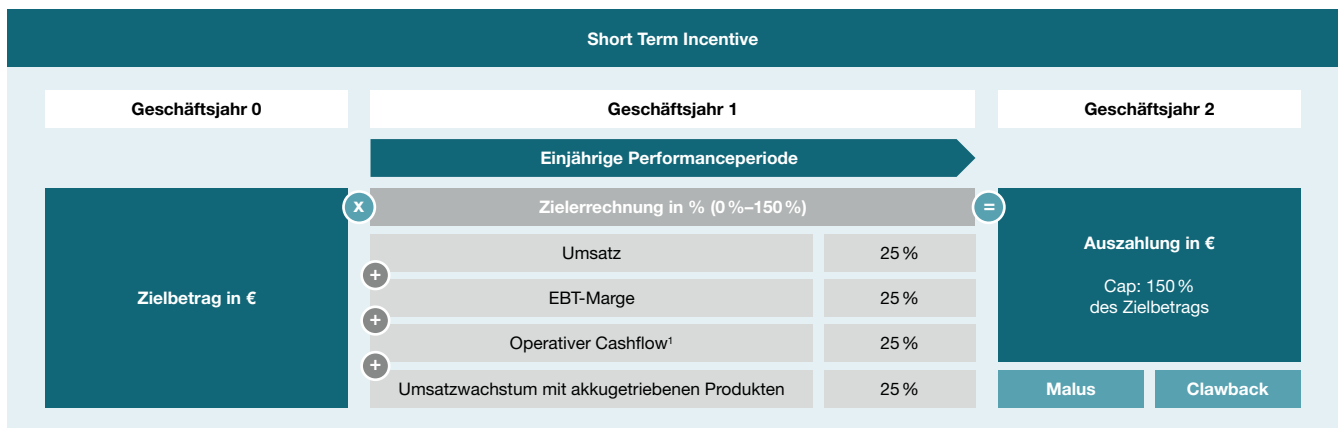 Short Term Incentive
Geschäftsjahr 0
Geschäftsjahr 1
Geschäftsjahr 2
Einjährige Performanceperiode
x
Zielerrechnung in % (0 %–150 %)
=
Zielbetrag in €
Umsatz
25 %
+
EBT-Marge
25 %
+
Operativer Cashflow¹
25 %
+
Umsatzwachstum mit akkugetriebenen Produkten
25 %
Auszahlung in €
Cap: 150 %
des Zielbetrags
Malus
Clawback